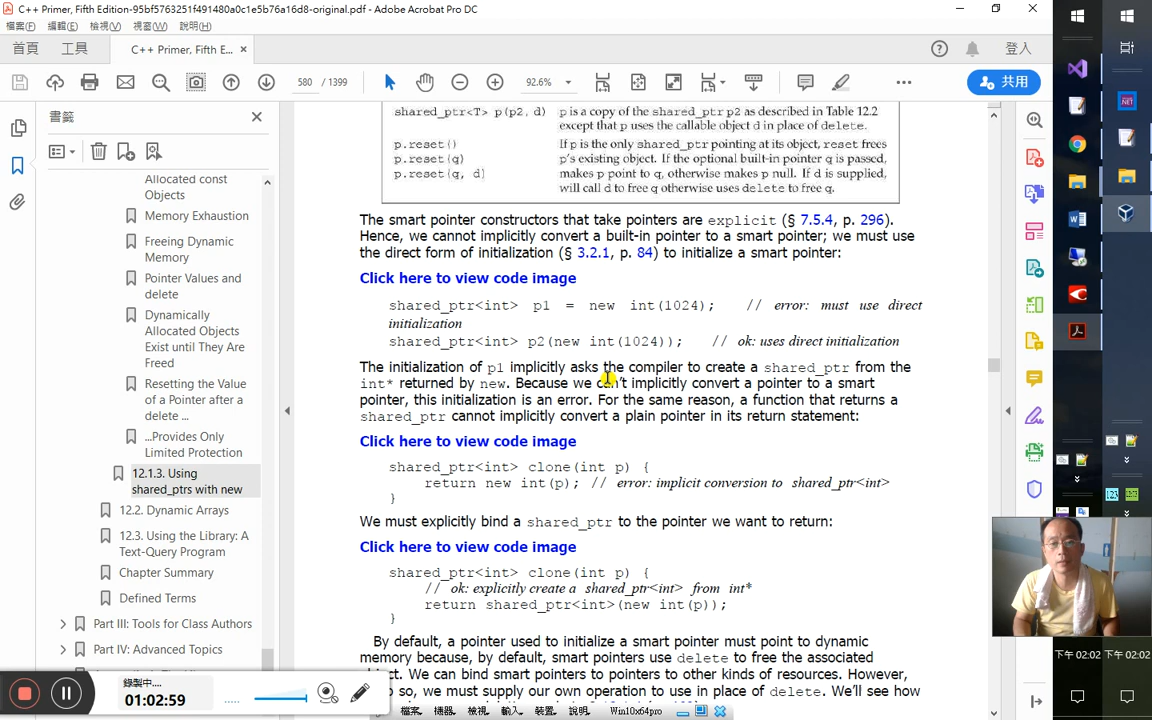 C++ Primer, Fifth Edition-95bf5763251f491480a0c1e5b76a16d8-original.pdf - Adobe Acrobat Pro DC
檔案(F) 編輯(E) 檢視(V) 視窗(W) 說明(H)
首頁 工具 C++ Primer, Fifth E... × 登入
580 / 1399 92.6% 共用
書籤
Allocated const
Objects
Memory Exhaustion
Freeing Dynamic
Memory
Pointer Values and
delete
Dynamically
Allocated Objects
Exist until They Are
Freed
Resetting the Value
of a Pointer after a
delete ...
...Provides Only
Limited Protection
12.1.3. Using
shared_ptrs with new
12.2. Dynamic Arrays
12.3. Using the Library: A
Text-Query Program
Chapter Summary
Defined Terms
Part III: Tools for Class Authors
Part IV: Advanced Topics
shared_ptr<T> p(p2, d) p is a copy of the shared_ptr p2 as described in Table 12.2
except that p uses the callable object d in place of delete.
p.reset() If p is the only shared_ptr pointing at its object, reset frees
p.reset(q) p's existing object. If the optional built-in pointer q is passed,
p.reset(q, d) makes p point to q, otherwise makes p null. If d is supplied,
will call d to free q otherwise uses delete to free q.
The smart pointer constructors that take pointers are explicit (§ 7.5.4, p. 296).
Hence, we cannot implicitly convert a built-in pointer to a smart pointer; we must use
the direct form of initialization (§ 3.2.1, p. 84) to initialize a smart pointer:
Click here to view code image
shared_ptr<int> p1 = new int(1024); // error: must use direct
initialization
shared_ptr<int> p2(new int(1024)); // ok: uses direct initialization
The initialization of p1 implicitly asks the compiler to create a shared_ptr from the
int* returned by new. Because we can't implicitly convert a pointer to a smart
pointer, this initialization is an error. For the same reason, a function that returns a
shared_ptr cannot implicitly convert a plain pointer in its return statement:
Click here to view code image
shared_ptr<int> clone(int p) {
return new int(p); // error: implicit conversion to shared_ptr<int>
}
We must explicitly bind a shared_ptr to the pointer we want to return:
Click here to view code image
shared_ptr<int> clone(int p) {
// ok: explicitly create a shared_ptr<int> from int*
return shared_ptr<int>(new int(p));
}
By default, a pointer used to initialize a smart pointer must point to dynamic
memory because, by default, smart pointers use delete to free the associated
object. We can bind smart pointers to pointers to other kinds of resources. However,
so, we must supply our own operation to use in place of delete. We'll see how
錄製中...
01:02:59
檔案 機器 檢視 輸入 裝置 說明 Win10x64pro
下午 02:02 下午 02:02